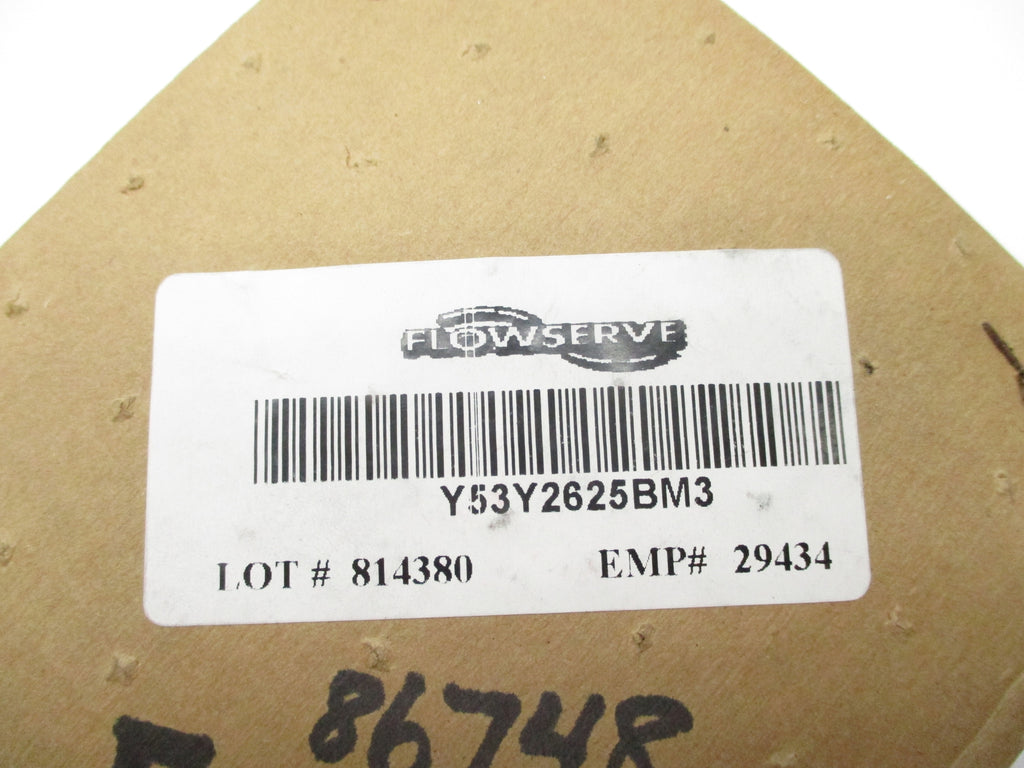 FLOWSERVE
Y53Y2625BM3
LOT # 814380 EMP# 29434
86748